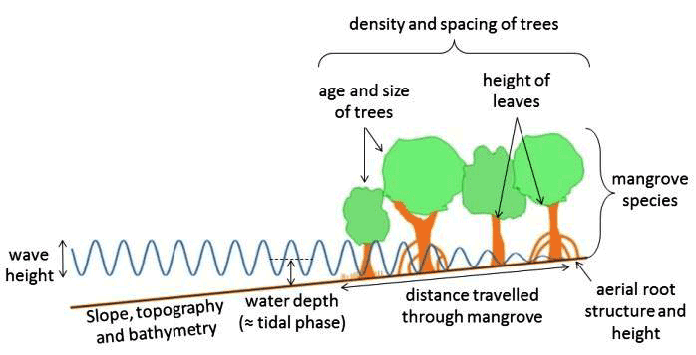 density and spacing of trees
age and size
of trees
height of
leaves
mangrove
species
wave
height
Slope, topography
and bathymetry
water depth
(≈ tidal phase)
distance travelled
through mangrove
aerial root
structure and
height